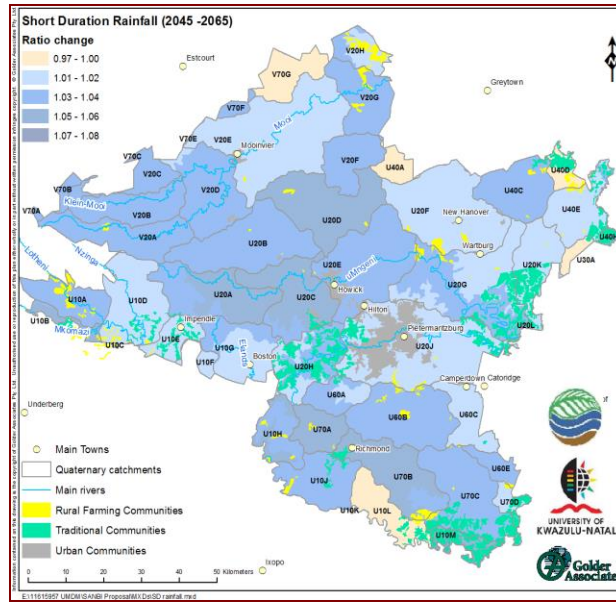 Short Duration Rainfall (2045 -2065)
Ratio change
0.97 - 1.00
1.01 - 1.02
1.03 - 1.04
1.05 - 1.06
1.07 - 1.08
Estcourt
Greytown
V20H
V70G
V20G
V70F
Mooi
V70E
V20E
Mooirivier
V70C
V20C
V20F
U40A
U40D
V70B
V20D
U40C
Klein-Mooi
V20B
U20D
U20F
U40E
V70A
New Hanover
V20A
U20B
Wartburg
U40H
Lotheni
Nzinga
U20E
uMngeni
U20K
U30A
U10A
U10D
U20A
U20C
Howick
U20G
U10B
Impendle
Hilton
U20L
Mkomazi
U10C
U10E
U10G
Elands
Pietermaritzburg
U20J
U10F
Boston
U20H
Camperdown
Catoridge
U60A
Underberg
U60B
U60C
U10H
U70A
Richmond
Main Towns
Quaternary catchments
Main rivers
Rural Farming Communities
Traditional Communities
Urban Communities
U10J
U70B
U60E
U10K
U10L
U70C
U70D
U10M
UNIVERSITY OF
KWAZULU-NATAL
Golder
Associate
0 10 20 30 40 50 Kilometers
Ixopo
E:\11615957 UMDM\SANBI Proposal\MXDs\SD rainfall.mxd